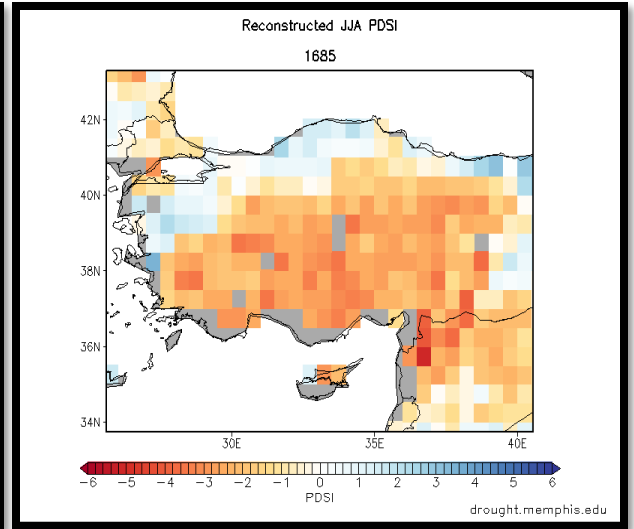 Reconstructed JJA PDSI
1685
42N
40N
38N
36N
34N
30E 35E 40E
−6 −5 −4 −3 −2 −1 0 1 2 3 4 5 6
PDSI
drought.memphis.edu